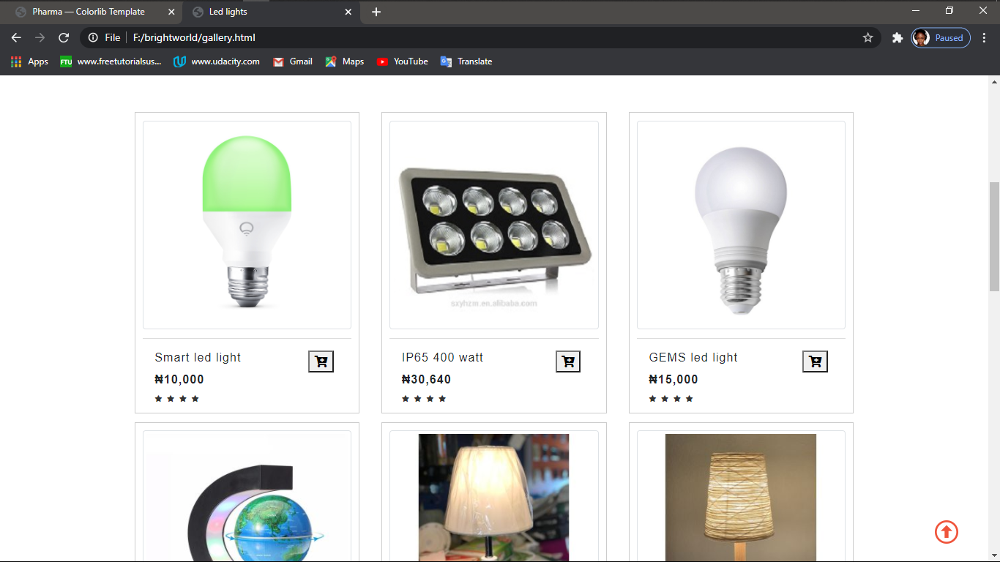 Pharma — Colorlib Template
Led lights
File
F:/brightworld/gallery.html
Paused
Apps
FTU
www.freetutorialsus...
www.udacity.com
Gmail
Maps
YouTube
Translate
sxyhzm.en.alibaba.com
Smart led light
₦10,000
IP65 400 watt
₦30,640
GEMS led light
₦15,000